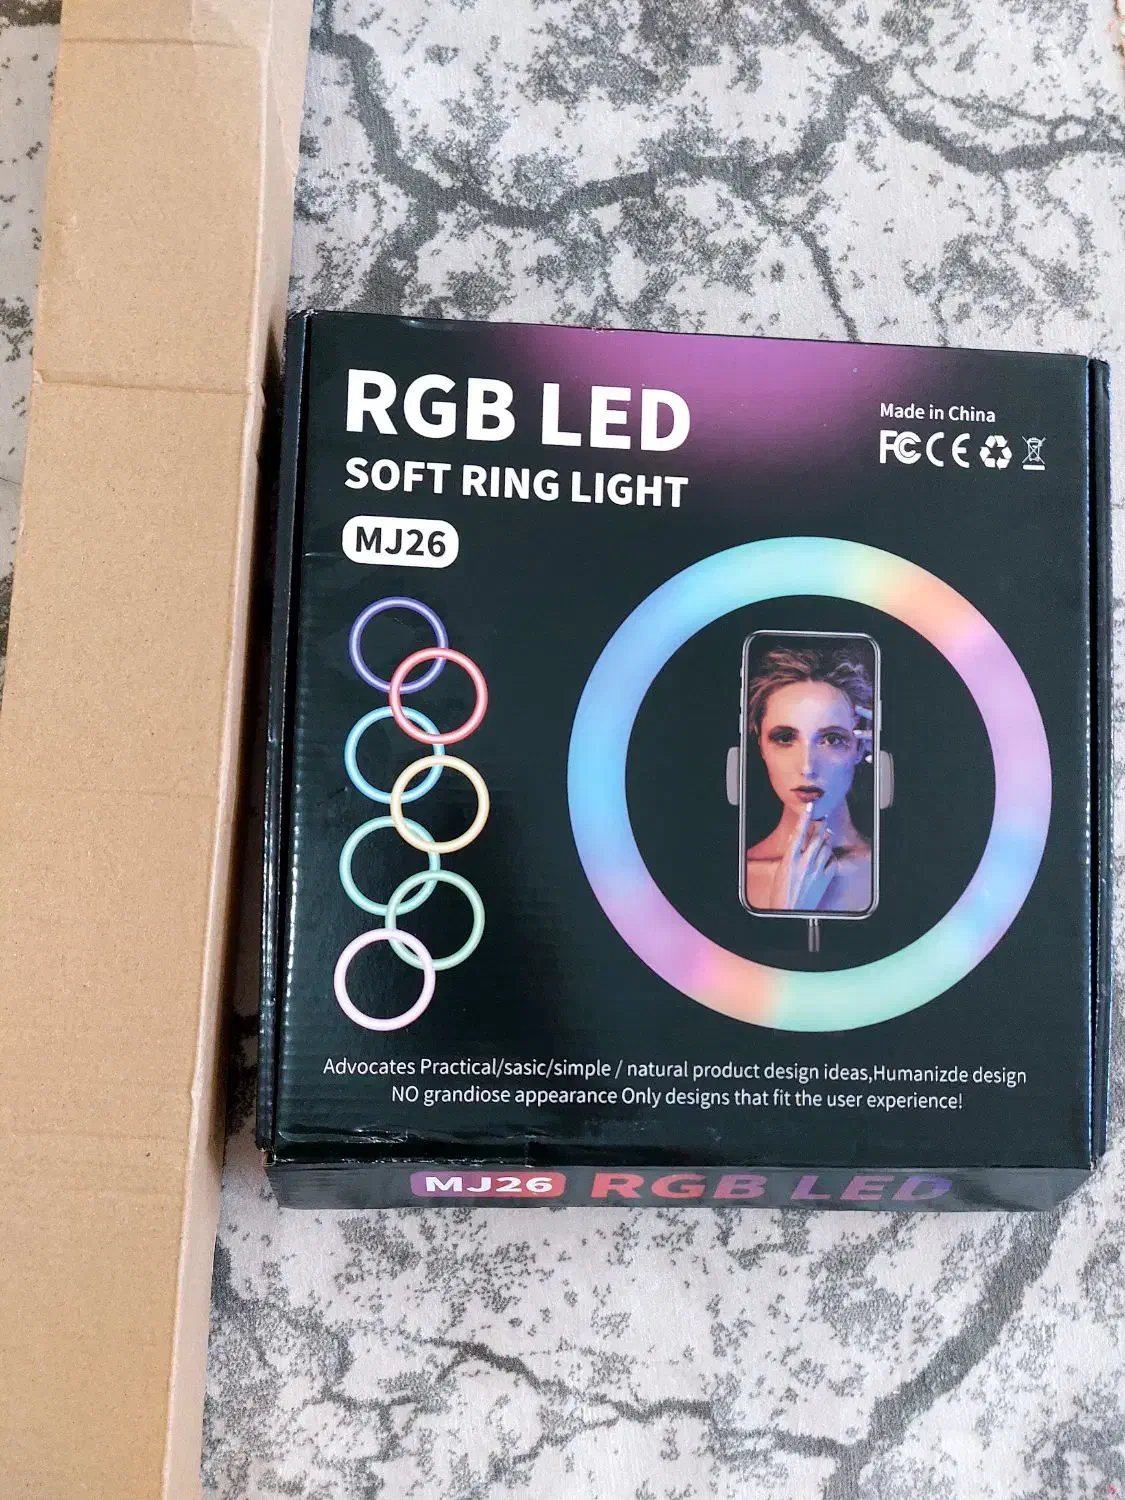 RGB LED
SOFT RING LIGHT
MJ26
Made in China
FC CE
Advocates Practical/sasic/simple / natural product design ideas,Humanizde design
NO grandiose appearance Only designs that fit the user experience!
MJ26 RGB LED